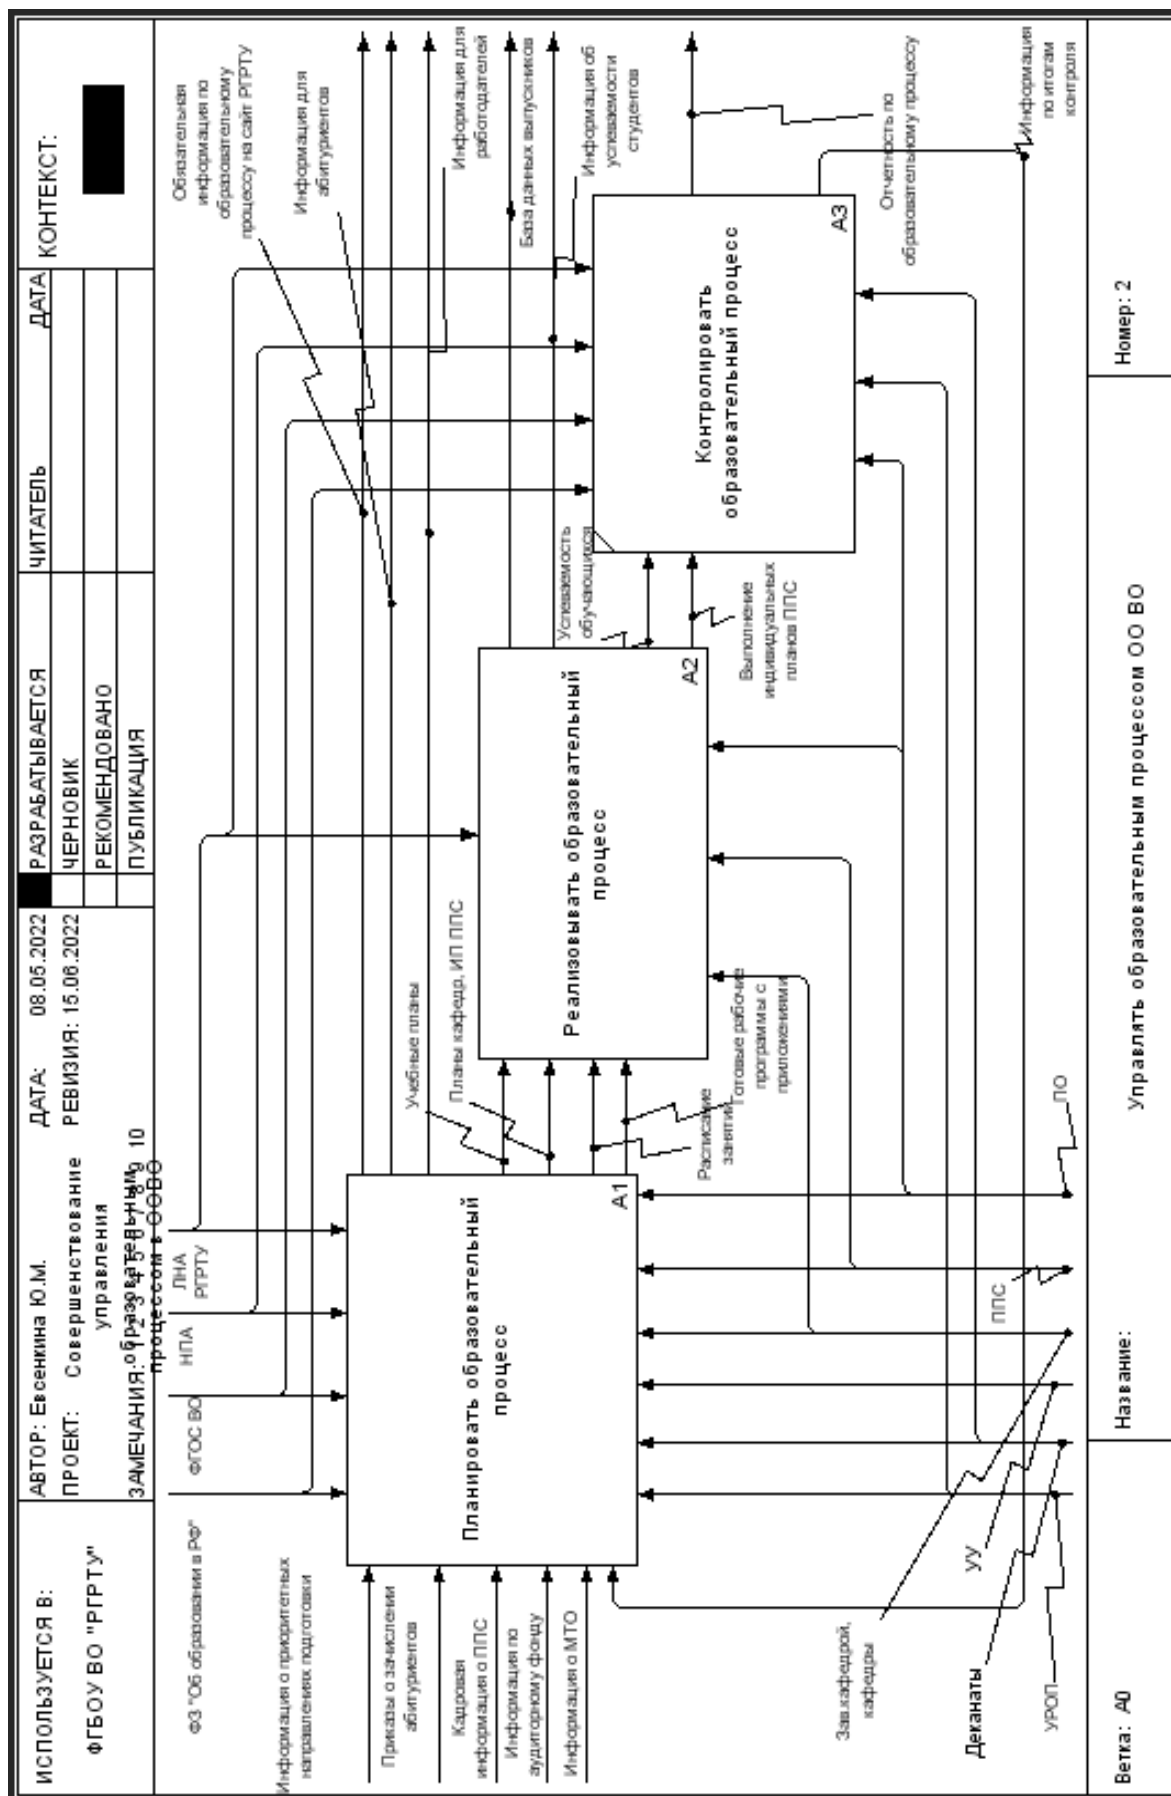 ИСПОЛЬЗУЕТСЯ В:
ФГБОУ ВО "РГРТУ"
АВТОР: Евсенкина Ю.М.
ДАТА: 08.05.2022
ПРОЕКТ: Совершенствование
управления
образовательным
процессом в ООВО
РЕВИЗИЯ: 15.06.2022
ЗАМЕЧАНИЯ: 1 2 3 4 5 6 7 8 9 10
РАЗРАБАТЫВАЕТСЯ
ЧЕРНОВИК
РЕКОМЕНДОВАНО
ПУБЛИКАЦИЯ
ЧИТАТЕЛЬ
ДАТА
КОНТЕКСТ:
ФЗ "Об образовании в РФ"
ФГОС ВО
НПА
ЛНА
РГРТУ
Обязательная
информация по
образовательному
процессу на сайт РГРТУ
Информация для
абитуриентов
Информация для
работодателей
База данных выпускников
Информация об
успеваемости
студентов
Информация о приоритетных
направлениях подготовки
Приказы о зачислении
абитуриентов
Кадровая
информация о ППС
Информация по
аудиторному фонду
Информация о МТО
Планировать образовательный
процесс
А1
Учебные планы
Планы кафедр, ИП ППС
Расписание
занятий
Готовые рабочие
программы с
приложениями
Реализовывать образовательный
процесс
А2
Успеваемость
обучающихся
Выполнение
индивидуальных
планов ППС
Контролировать
образовательный процесс
А3
Отчетность по
образовательному процессу
Информация
по итогам
контроля
Зав.кафедрой,
кафедры
Деканаты
УРОП
УУ
ППС
ПО
Ветка: А0
Название:
Управлять образовательным процессом ОО ВО
Номер: 2